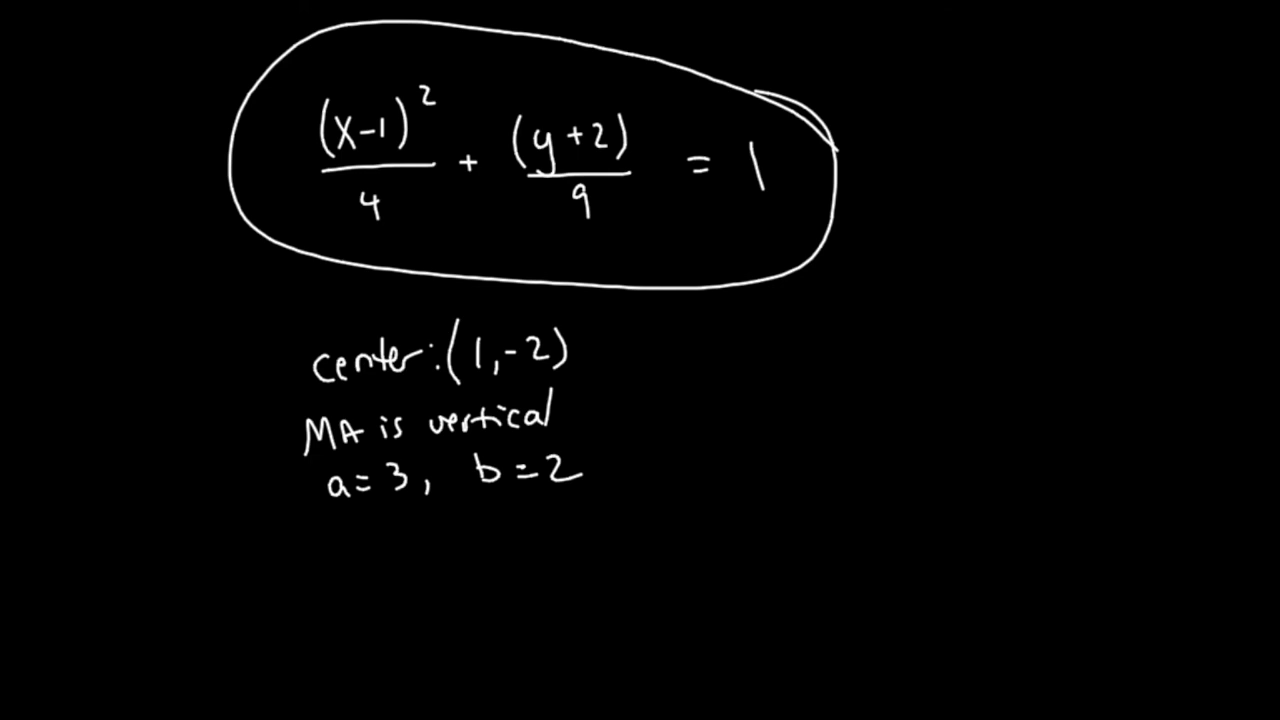 (x-1)² / 4 + (y+2) / 9 = 1
center: (1,-2)
MA is vertical
a=3, b=2